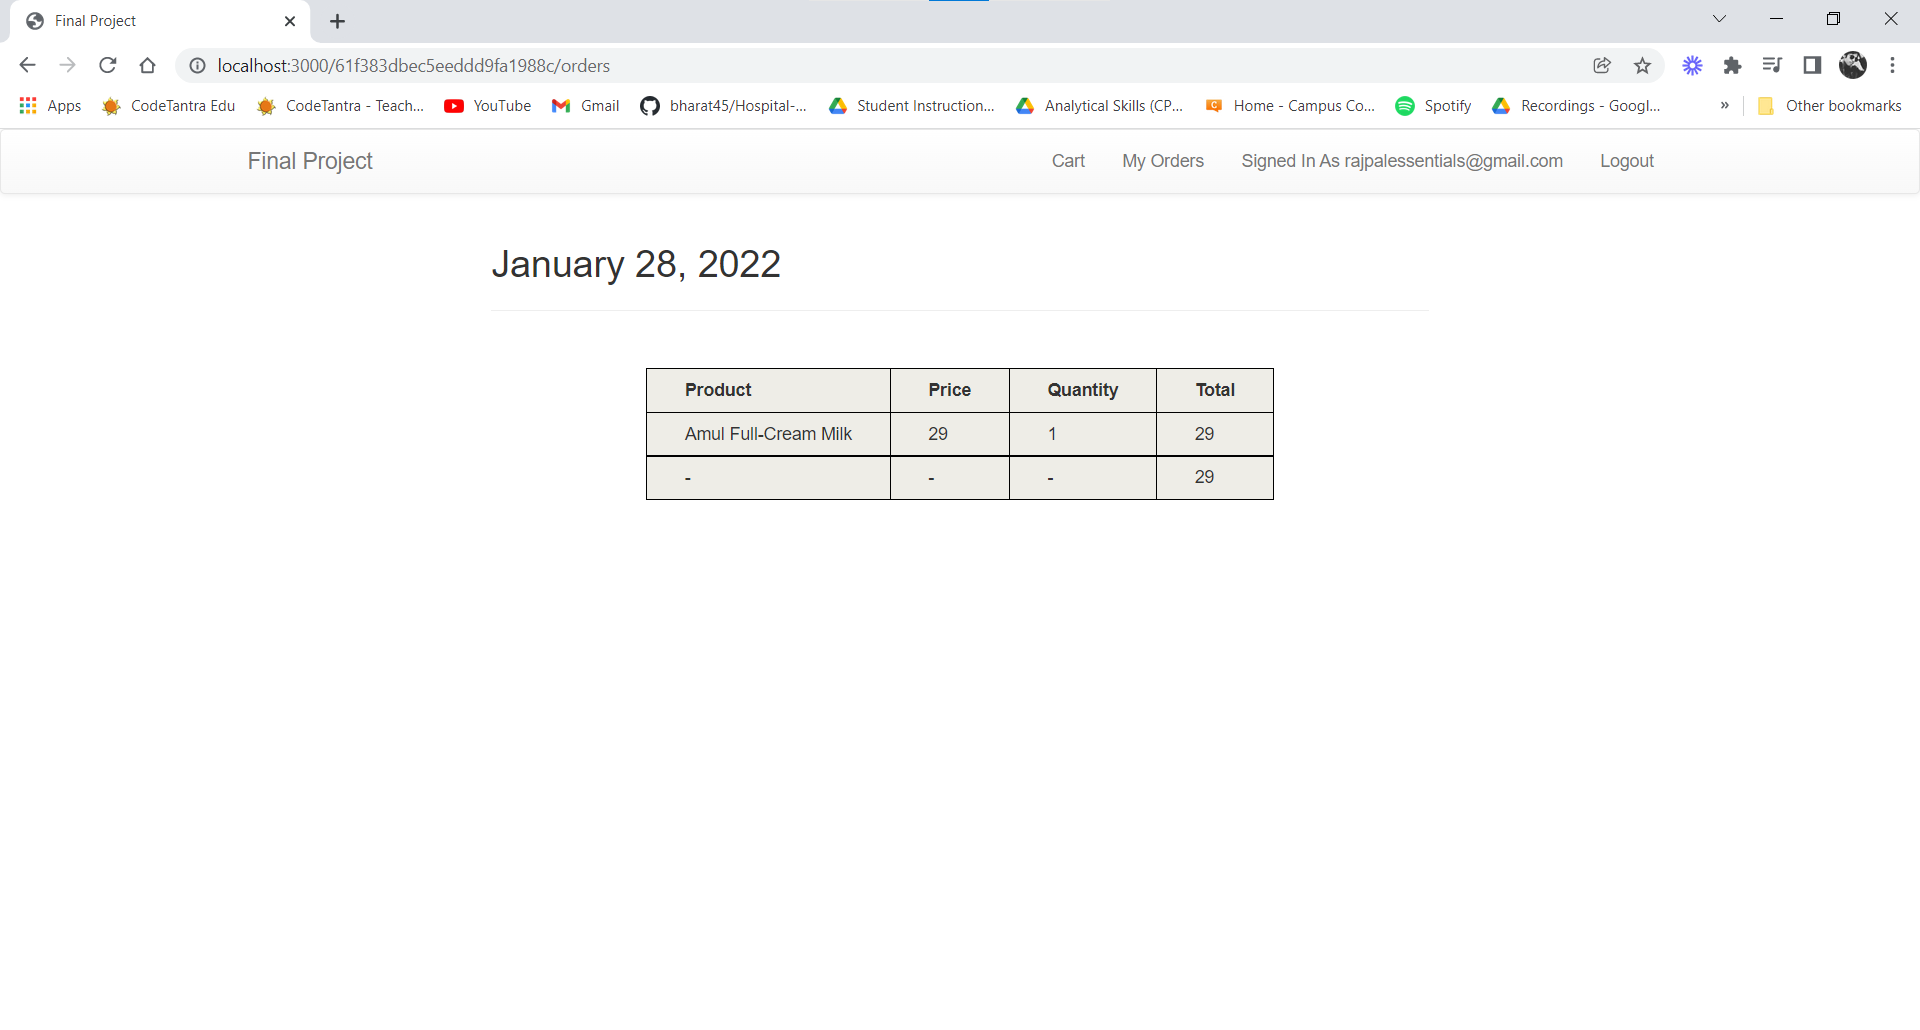 Final Project
localhost:3000/61f383dbec5eeddd9fa1988c/orders
Apps CodeTantra Edu CodeTantra - Teach... YouTube Gmail bharat45/Hospital-... Student Instruction... Analytical Skills (CP... Home - Campus Co... Spotify Recordings - Googl... » Other bookmarks
Final Project Cart My Orders Signed In As rajpalessentials@gmail.com Logout
January 28, 2022
Product Price Quantity Total
Amul Full-Cream Milk 29 1 29
- - - 29